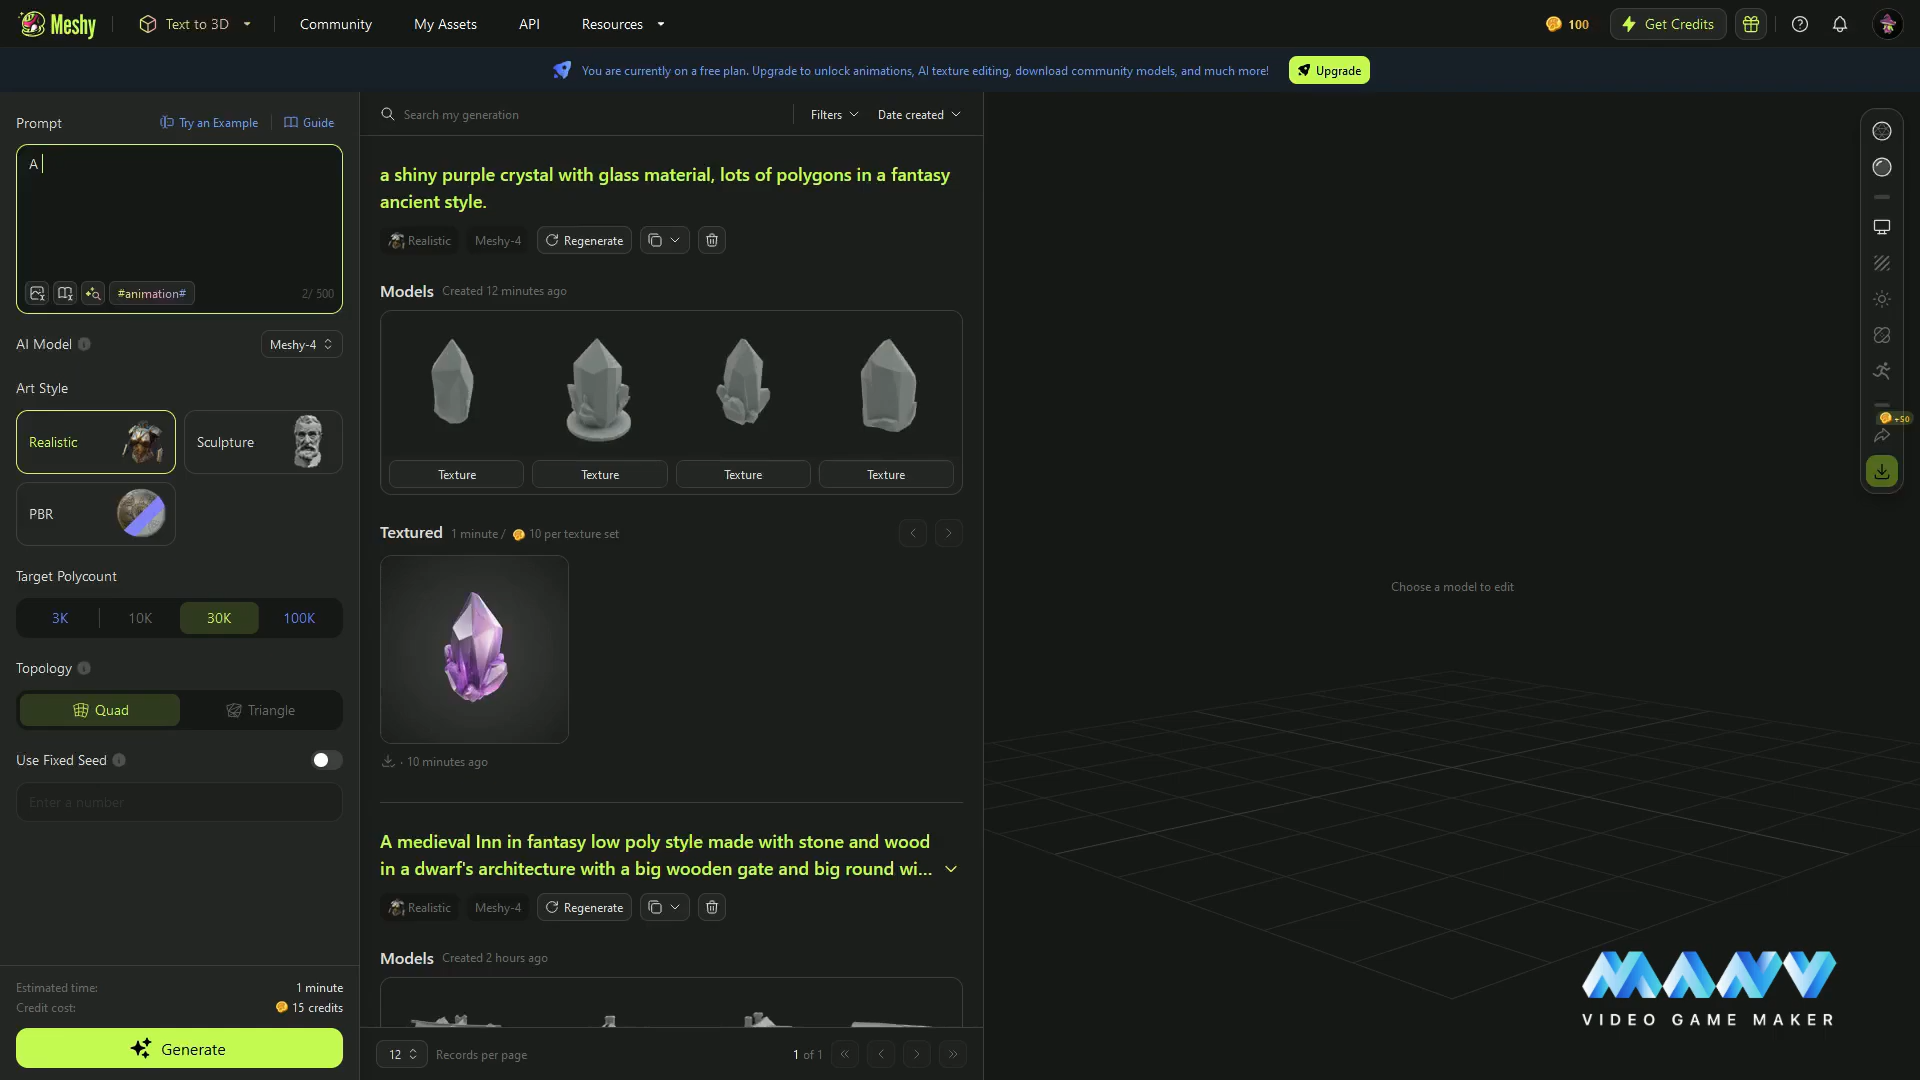 Meshy
Text to 3D
Community
My Assets
API
Resources
100
Get Credits
You are currently on a free plan. Upgrade to unlock animations, AI texture editing, download community models, and much more!
Upgrade
Prompt
Try an Example
Guide
A
#animation#
2/ 500
AI Model
Meshy-4
Art Style
Realistic
Sculpture
PBR
Target Polycount
3K
10K
30K
100K
Topology
Quad
Triangle
Use Fixed Seed
Enter a number
Estimated time:
1 minute
Credit cost:
15 credits
Generate
Search my generation
Filters
Date created
a shiny purple crystal with glass material, lots of polygons in a fantasy
ancient style.
Realistic
Meshy-4
Regenerate
Models
Created 12 minutes ago
Texture
Texture
Texture
Texture
Textured
1 minute /
10 per texture set
· 10 minutes ago
A medieval Inn in fantasy low poly style made with stone and wood
in a dwarf's architecture with a big wooden gate and big round wi...
Realistic
Meshy-4
Regenerate
Models
Created 2 hours ago
12
Records per page
1 of 1
Choose a model to edit
+50
MANV
VIDEO GAME MAKER